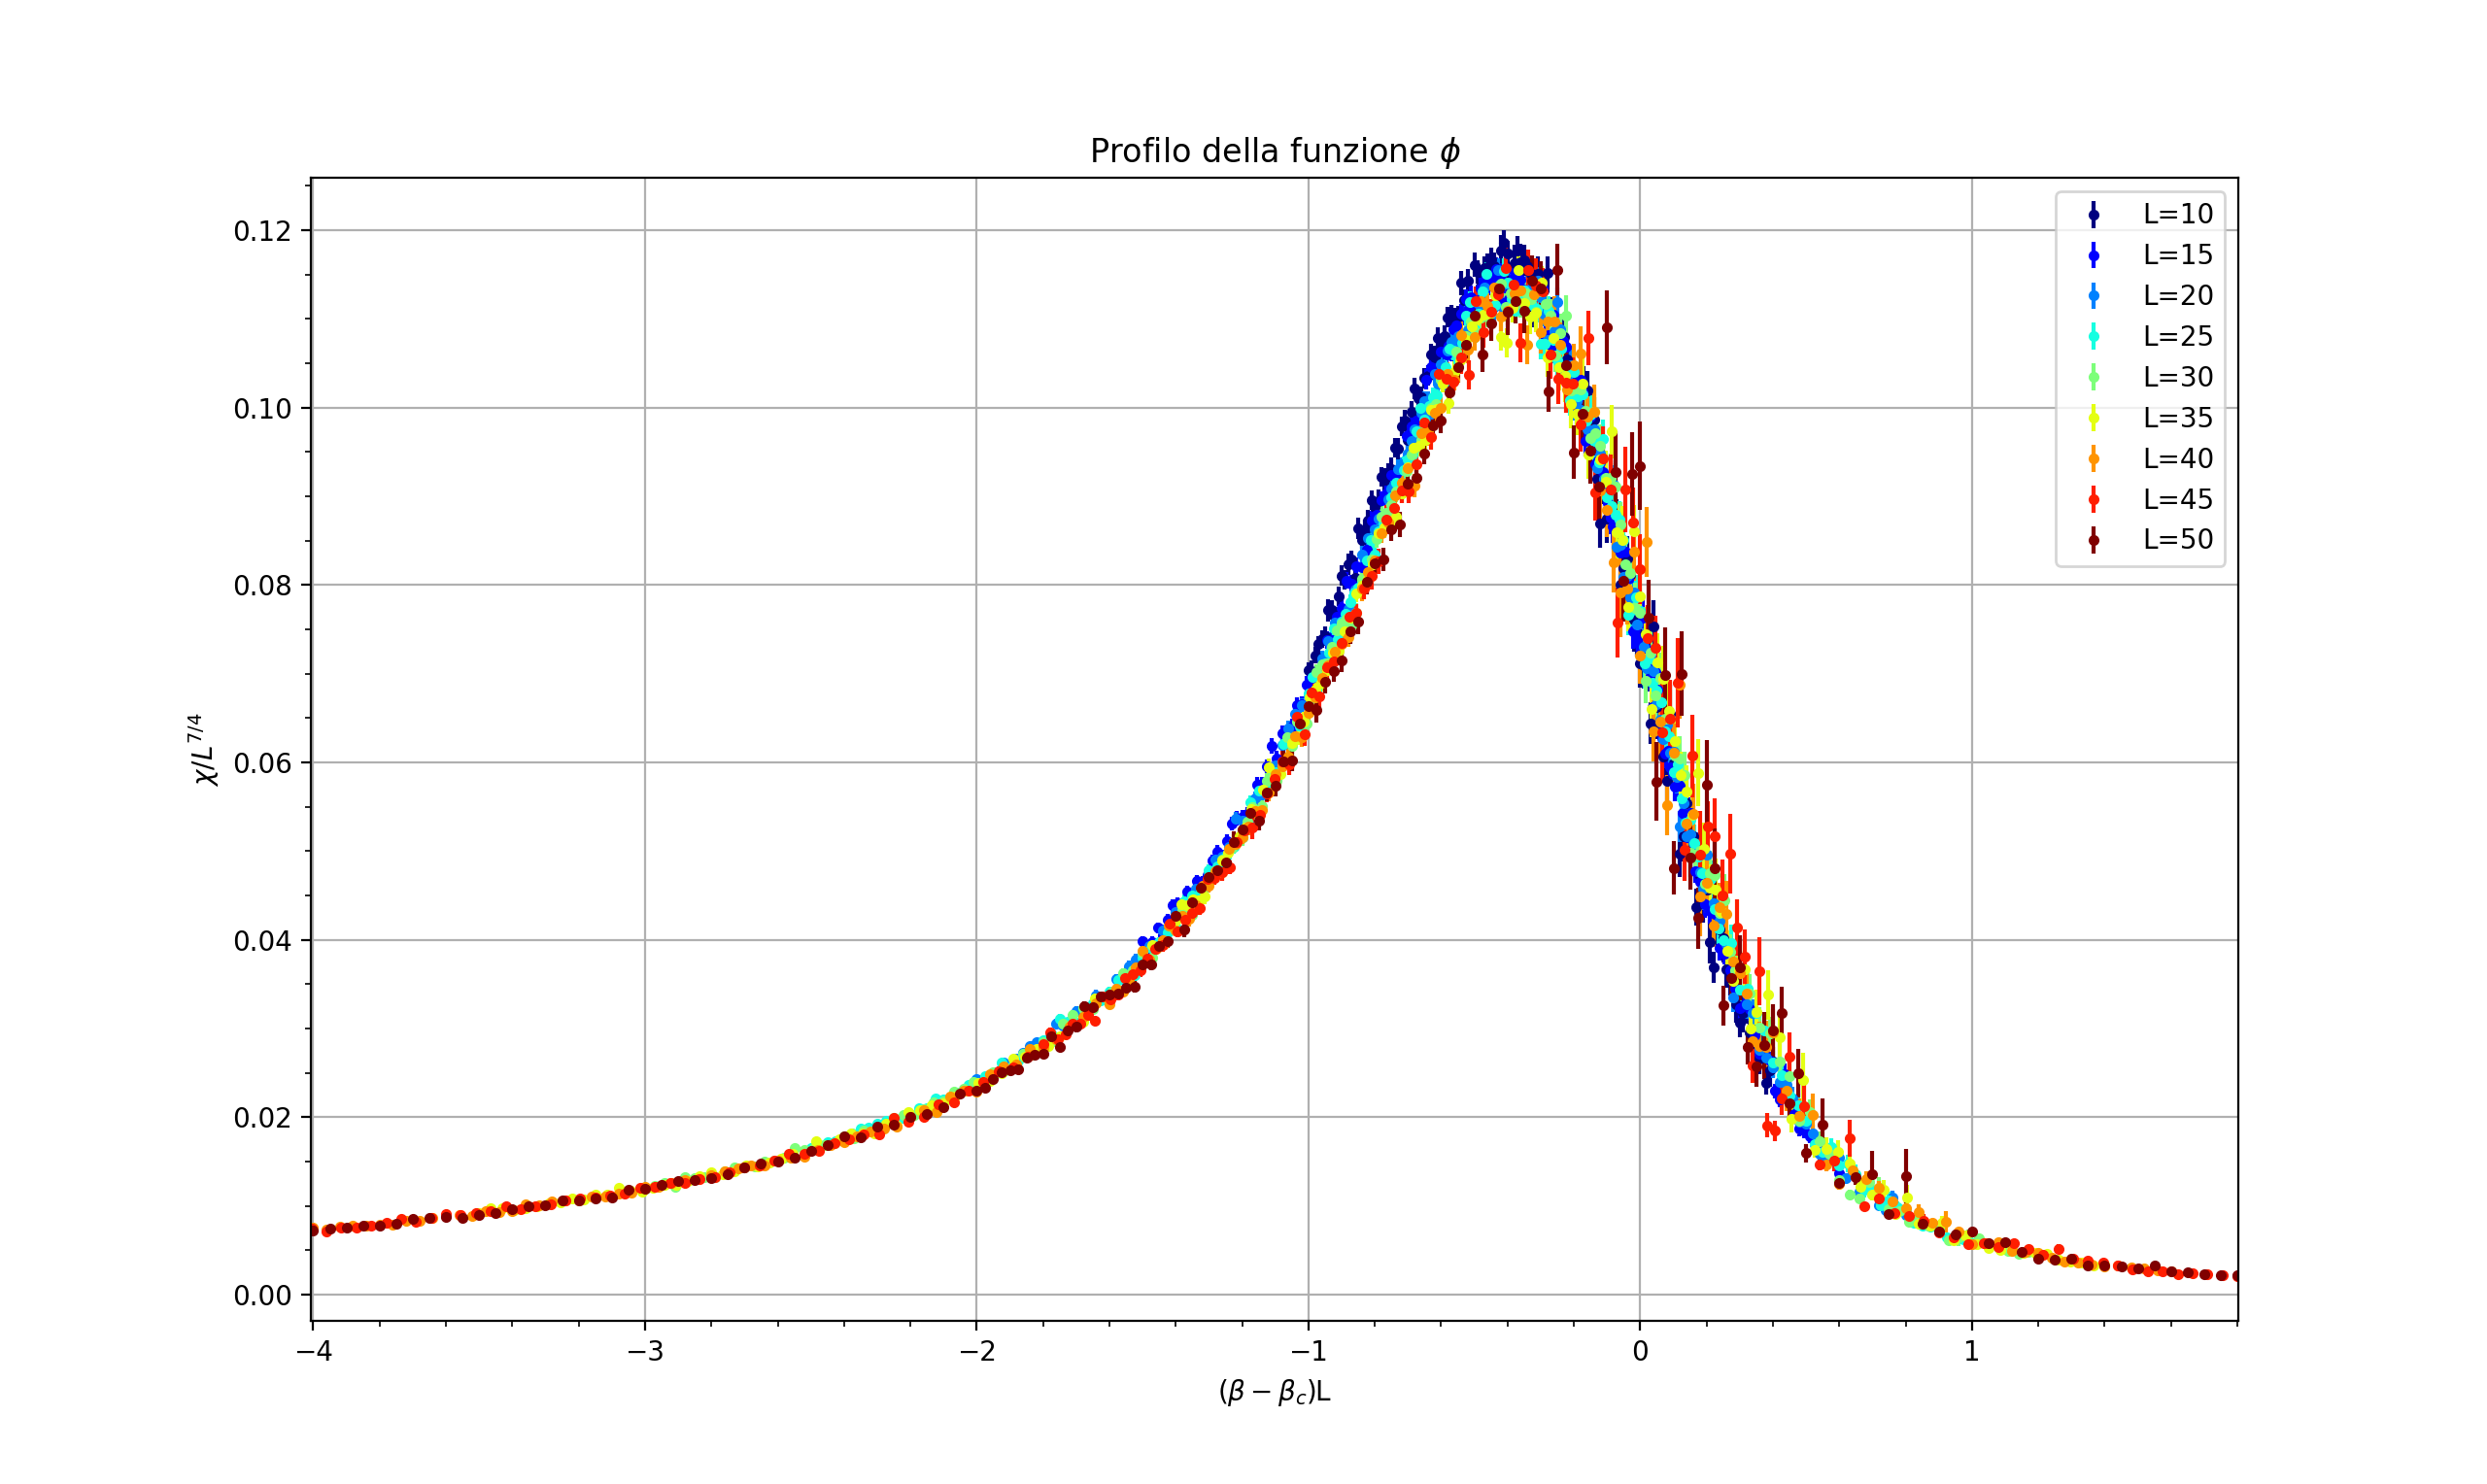 Profilo della funzione ϕ
χ/L^{7/4}
0.12
0.10
0.08
0.06
0.04
0.02
0.00
L=10
L=15
L=20
L=25
L=30
L=35
L=40
L=45
L=50
−4 −3 −2 −1 0 1
(β − β_c)L